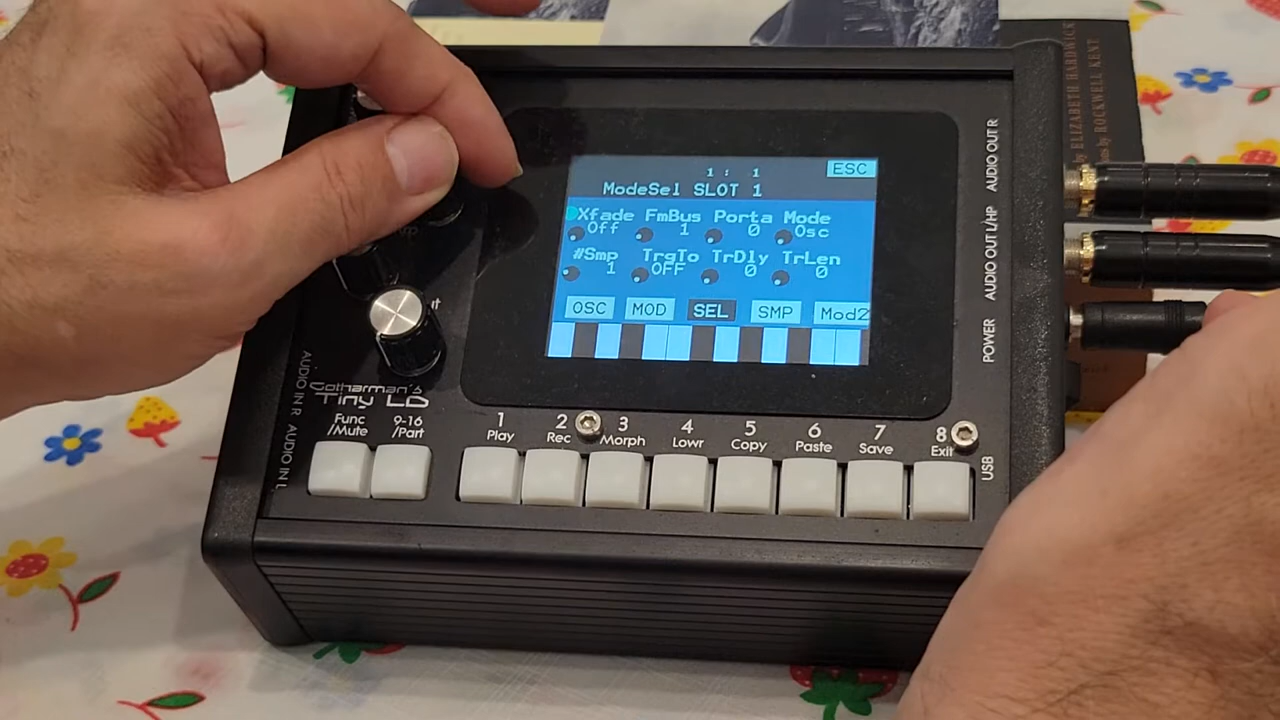 1: 1
ESC
ModeSel SLOT 1
Xfade FmBus Porta Mode
Off 1 0 Osc
#Smp TrgTo TrDly TrLen
1 OFF 0 0
OSC MOD SEL SMP Mod2
Gotharman's
Tiny LD
Func
/Mute
9-16
/Part
1
Play
2
Rec
3
Morph
4
Lowr
5
Copy
6
Paste
7
Save
8
Exit
AUDIO IN R AUDIO IN L
USB
POWER AUDIO OUT L/HP AUDIO OUT R
by ELIZABETH HARDWICK
by ROCKWELL KENT